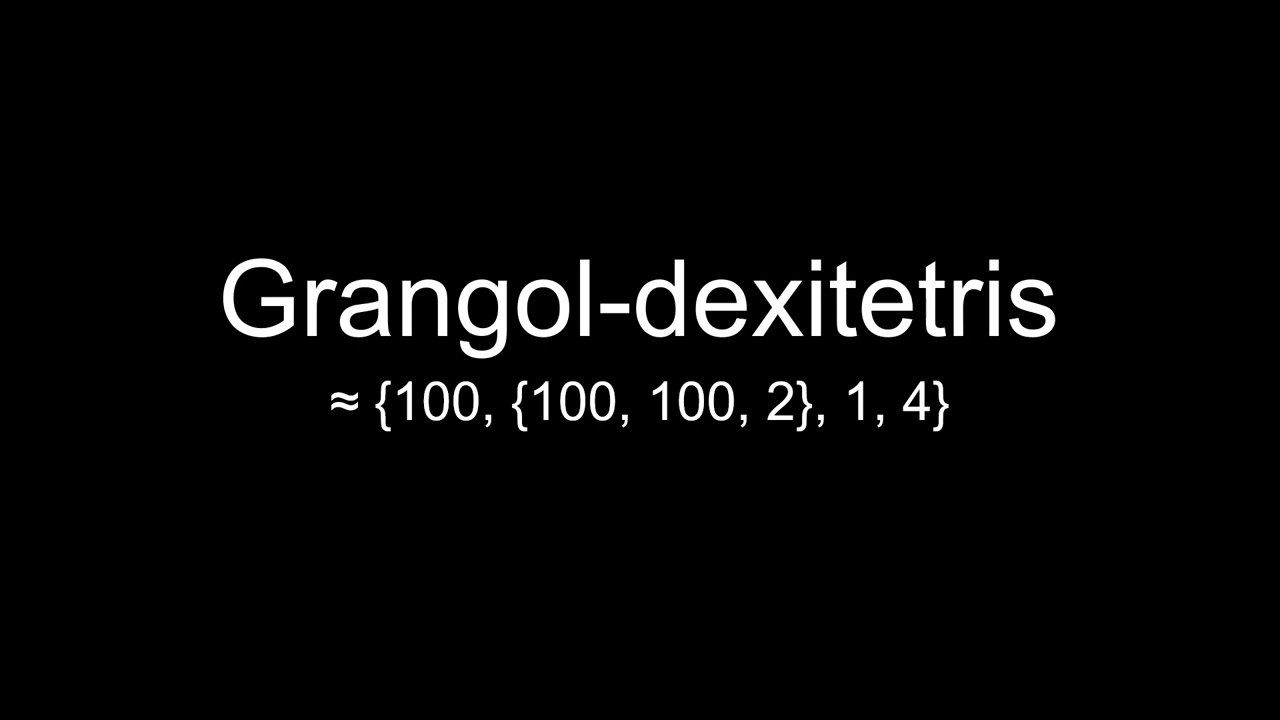 Grangol-dexitetris
≈ {100, {100, 100, 2}, 1, 4}